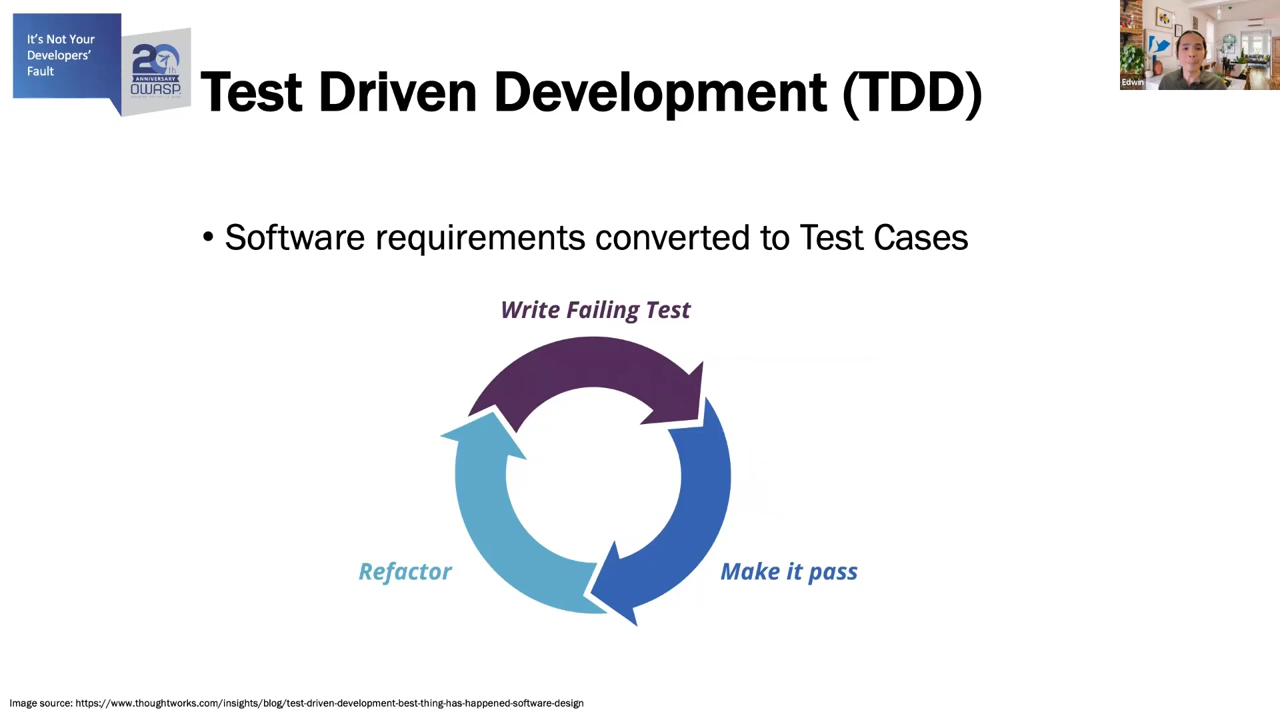 It's Not Your
Developers'
Fault
20th
ANNIVERSARY
OWASP
Test Driven Development (TDD)
Edwin
• Software requirements converted to Test Cases
Write Failing Test
Refactor
Make it pass
Image source: https://www.thoughtworks.com/insights/blog/test-driven-development-best-thing-has-happened-software-design